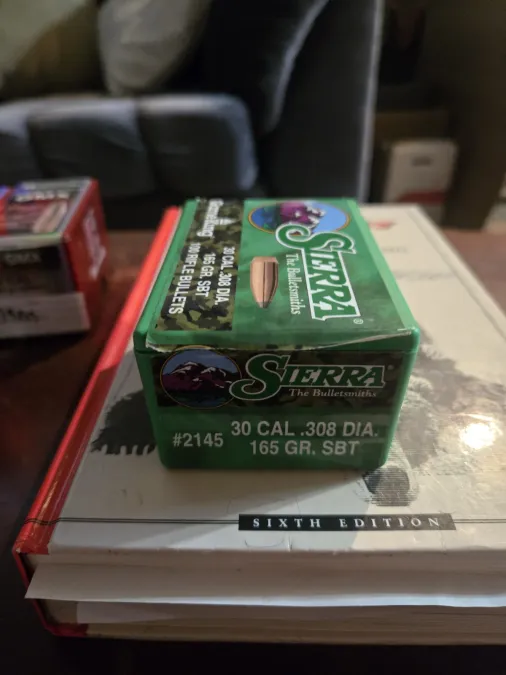 GameKing
30 CAL .308 DIA.
165 GR. SBT
100 RIFLE BULLETS
SIERRA®
The Bulletsmiths
SIERRA®
The Bulletsmiths
#2145
30 CAL .308 DIA.
165 GR. SBT
SIXTH EDITION